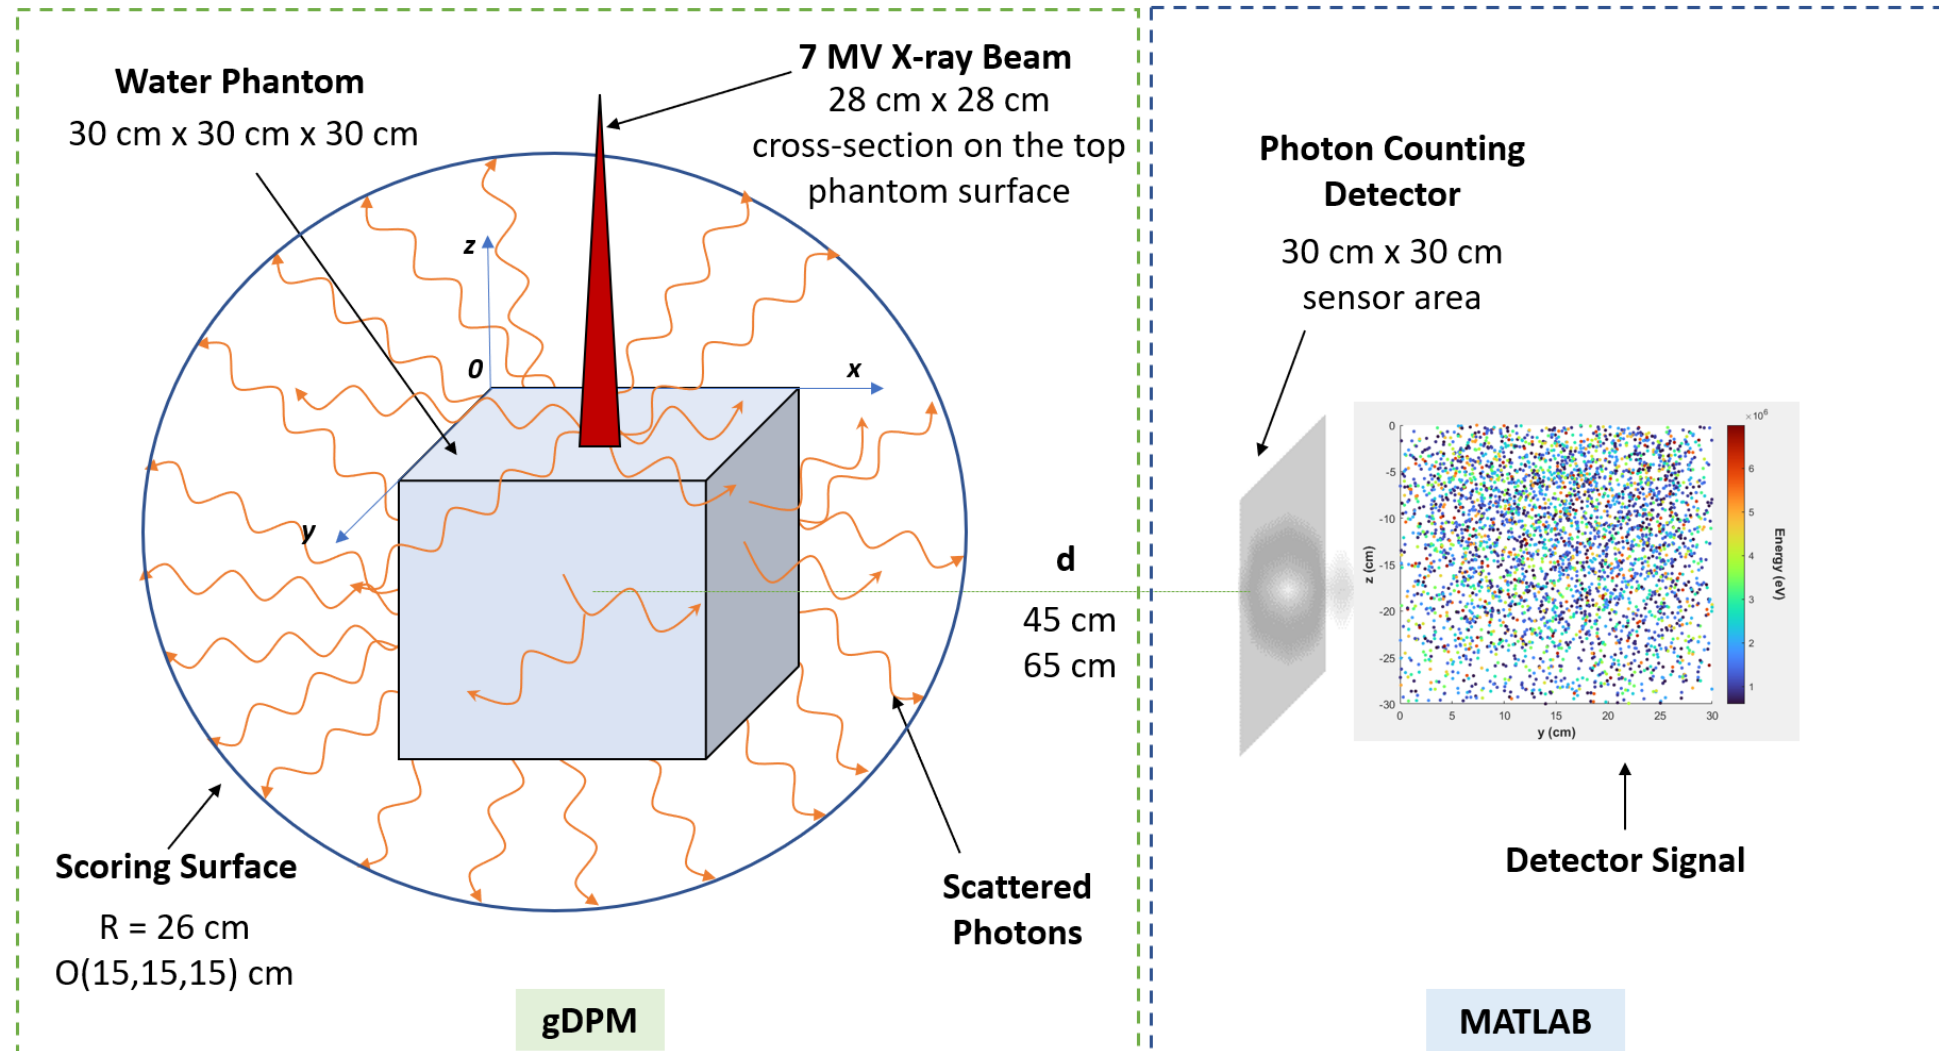 Water Phantom
30 cm x 30 cm x 30 cm
7 MV X-ray Beam
28 cm x 28 cm
cross-section on the top
phantom surface
z
0
x
y
d
45 cm
65 cm
Scoring Surface
R = 26 cm
O(15,15,15) cm
Scattered
Photons
gDPM
Photon Counting
Detector
30 cm x 30 cm
sensor area
×10⁶
0
-5
-10
-15
-20
-25
-30
z (cm)
0 5 10 15 20 25 30
y (cm)
6
5
4
3
2
1
Energy (eV)
Detector Signal
MATLAB